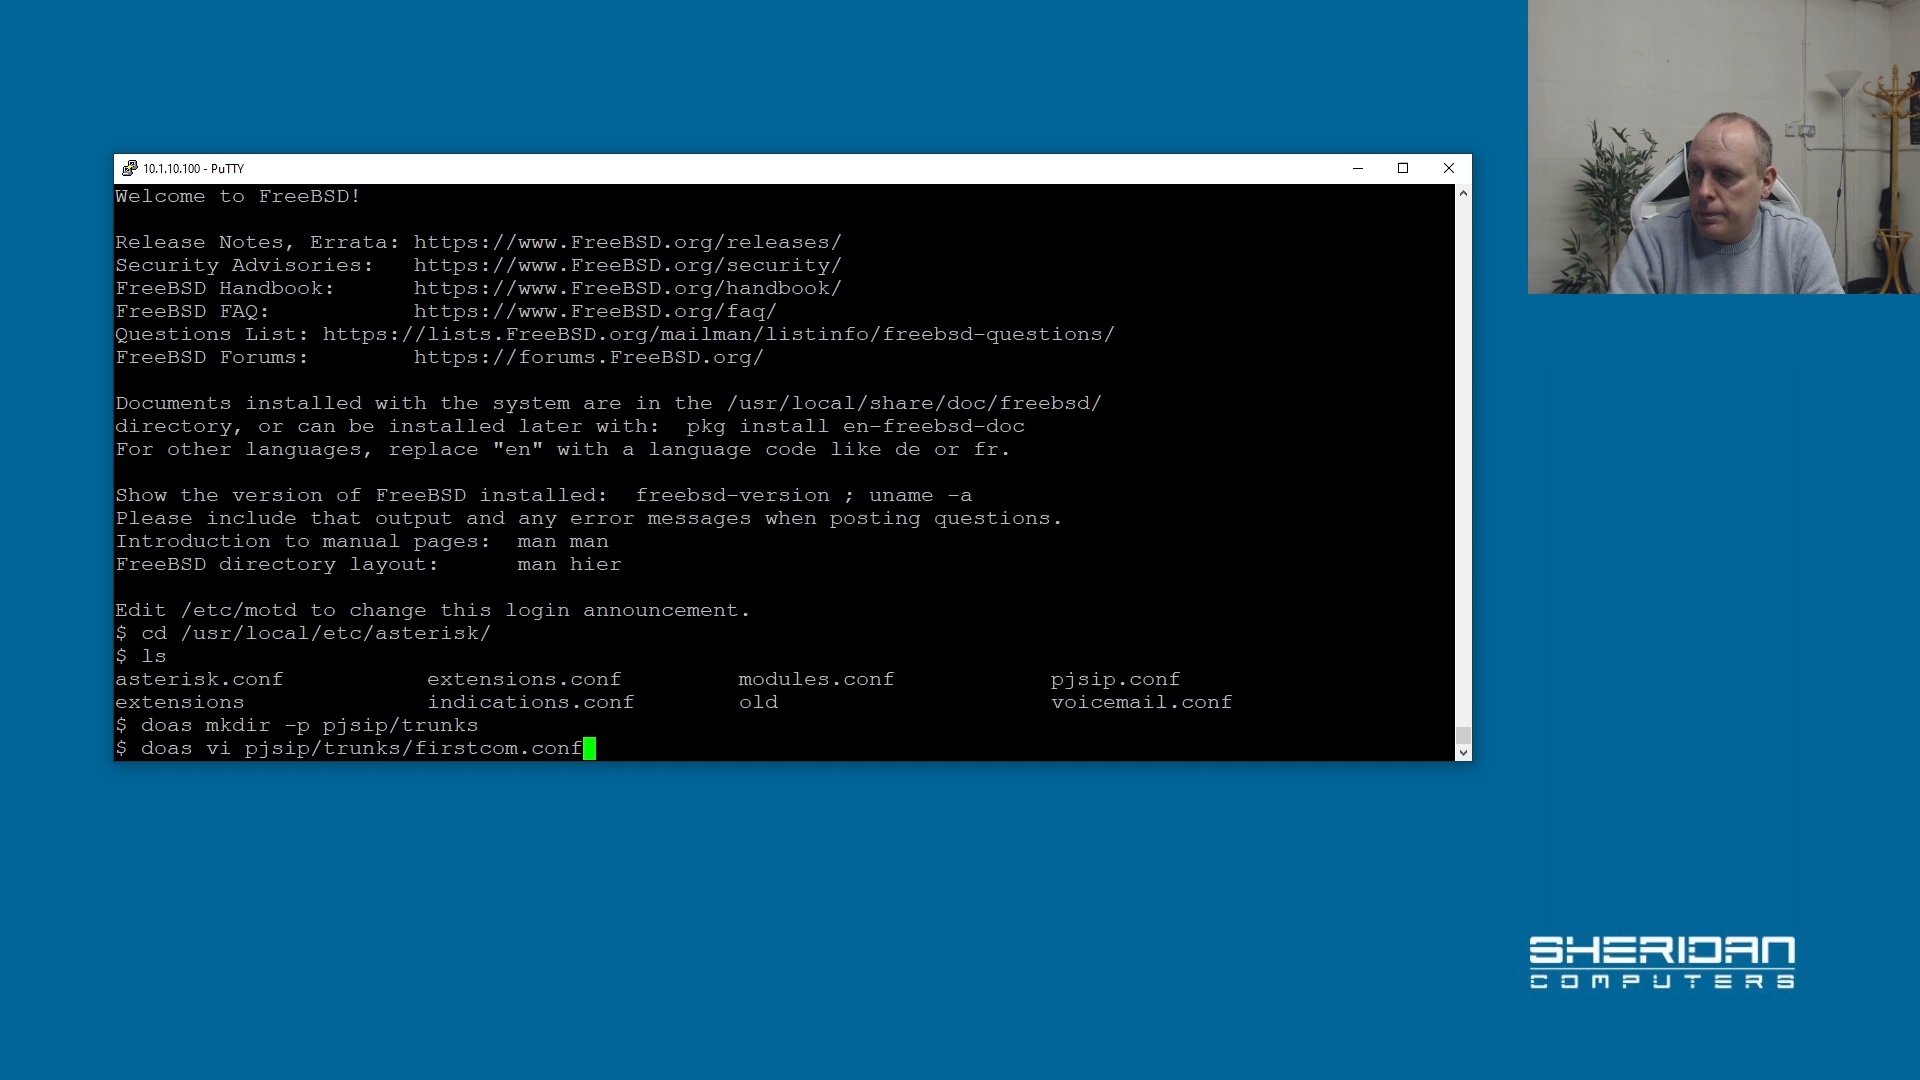 10.1.10.100 - PuTTY
Welcome to FreeBSD!
Release Notes, Errata: https://www.FreeBSD.org/releases/
Security Advisories:   https://www.FreeBSD.org/security/
FreeBSD Handbook:      https://www.FreeBSD.org/handbook/
FreeBSD FAQ:           https://www.FreeBSD.org/faq/
Questions List: https://lists.FreeBSD.org/mailman/listinfo/freebsd-questions/
FreeBSD Forums:        https://forums.FreeBSD.org/
Documents installed with the system are in the /usr/local/share/doc/freebsd/
directory, or can be installed later with:  pkg install en-freebsd-doc
For other languages, replace "en" with a language code like de or fr.
Show the version of FreeBSD installed:  freebsd-version ; uname -a
Please include that output and any error messages when posting questions.
Introduction to manual pages:  man man
FreeBSD directory layout:      man hier
Edit /etc/motd to change this login announcement.
$ cd /usr/local/etc/asterisk/
$ ls
asterisk.conf           extensions.conf         modules.conf            pjsip.conf
extensions              indications.conf        old                     voicemail.conf
$ doas mkdir -p pjsip/trunks
$ doas vi pjsip/trunks/firstcom.conf
SHERIDAN
COMPUTERS